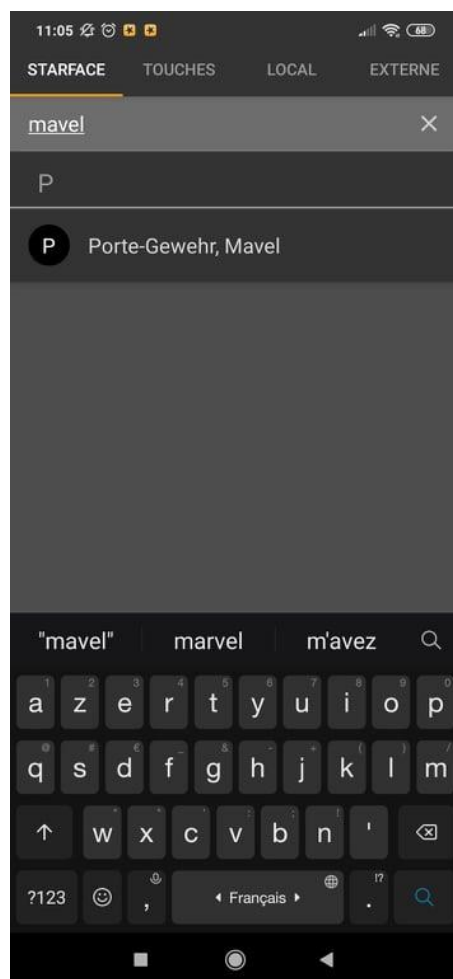 11:05 68
STARFACE TOUCHES LOCAL EXTERNE
mavel
P
P Porte-Gewehr, Mavel
"mavel" marvel m'avez
1 2 3 4 5 6 7 8 9 0
a z e r t y u i o p
@ # € _ & - + ( ) /
q s d f g h j k l m
* " ' : ; !
w x c v b n '
!?
?123 , Français .